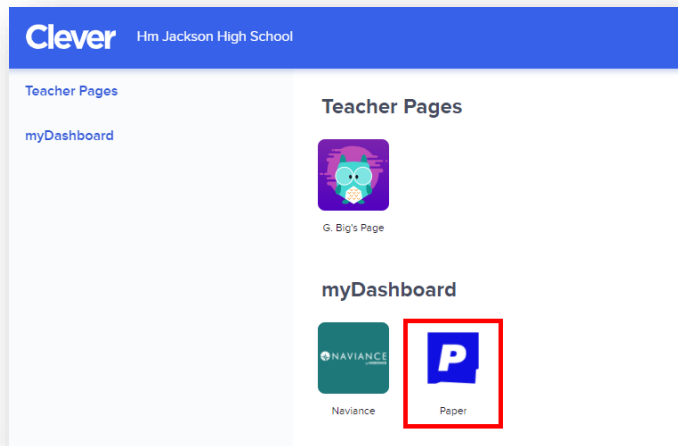 Clever Hm Jackson High School
Teacher Pages
myDashboard
Teacher Pages
G. Big's Page
myDashboard
NAVIANCE
P
Naviance
Paper